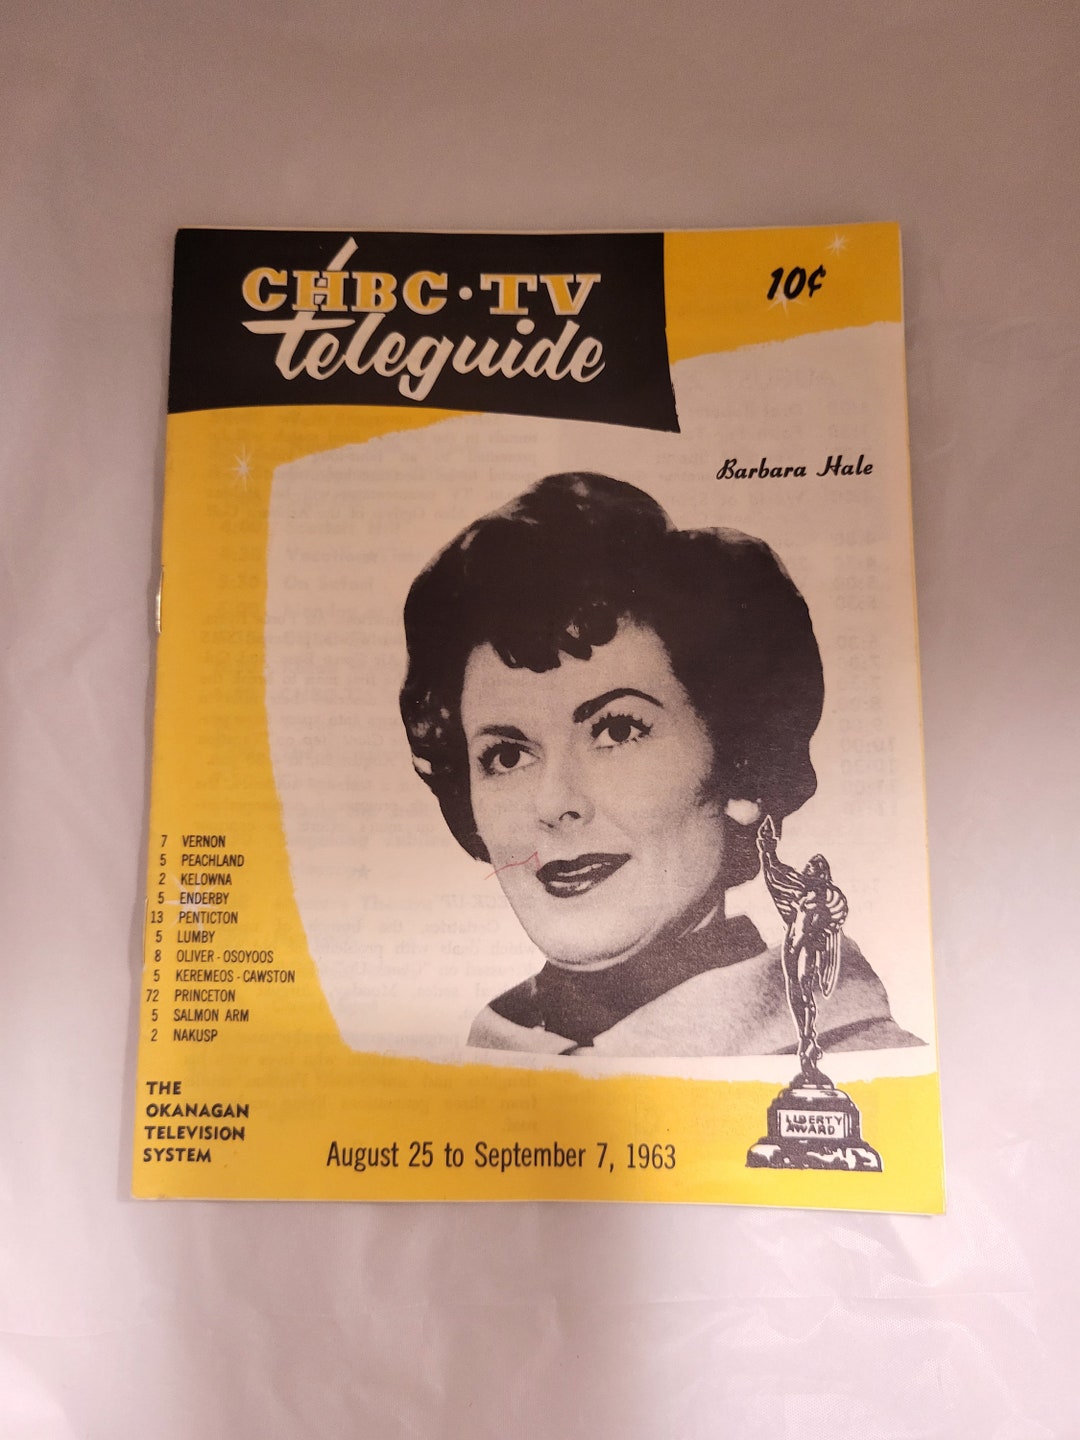 CHBC·TV
teleguide
10¢
Barbara Hale
7 VERNON
5 PEACHLAND
2 KELOWNA
5 ENDERBY
13 PENTICTON
5 LUMBY
8 OLIVER-OSOYOOS
5 KEREMEOS-CAWSTON
72 PRINCETON
5 SALMON ARM
2 NAKUSP
THE
OKANAGAN
TELEVISION
SYSTEM
August 25 to September 7, 1963
LIBERTY
AWARD